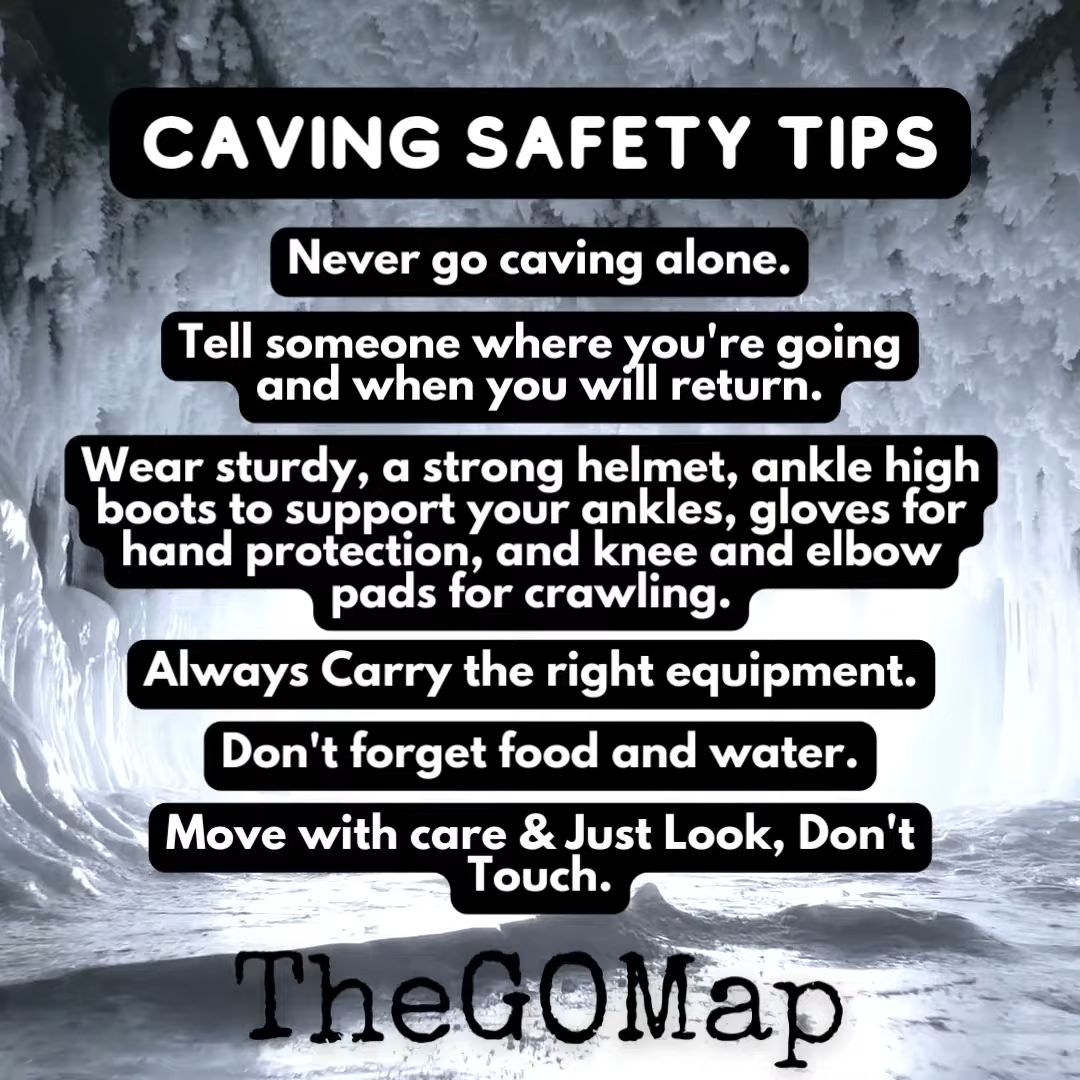 CAVING SAFETY TIPS
Never go caving alone.
Tell someone where you're going
and when you will return.
Wear sturdy, a strong helmet, ankle high
boots to support your ankles, gloves for
hand protection, and knee and elbow
pads for crawling.
Always Carry the right equipment.
Don't forget food and water.
Move with care & Just Look, Don't
Touch.
TheGOMap